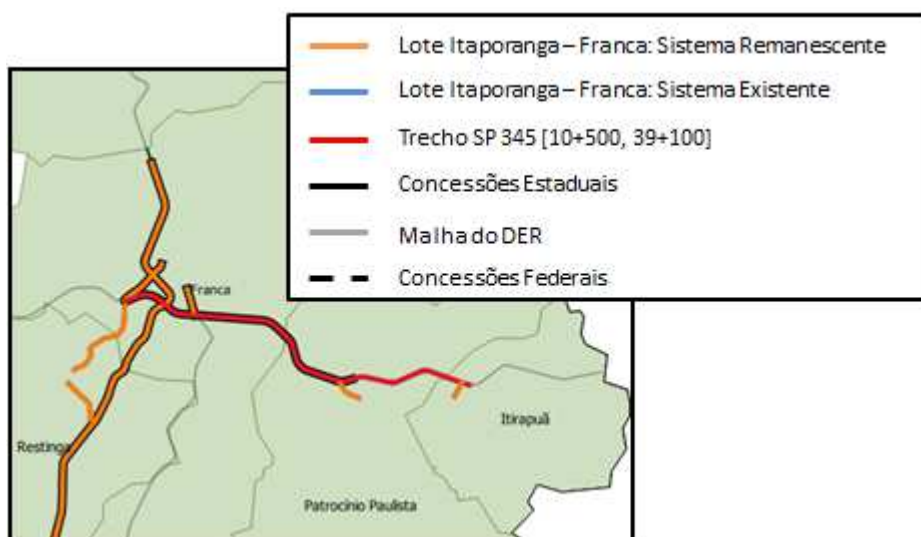 Lote Itaporanga – Franca: Sistema Remanescente
Lote Itaporanga – Franca: Sistema Existente
Trecho SP 345 [10+500, 39+100]
Concessões Estaduais
Malha do DER
Concessões Federais
Franca
Itirapuã
Restinga
Patrocínio Paulista